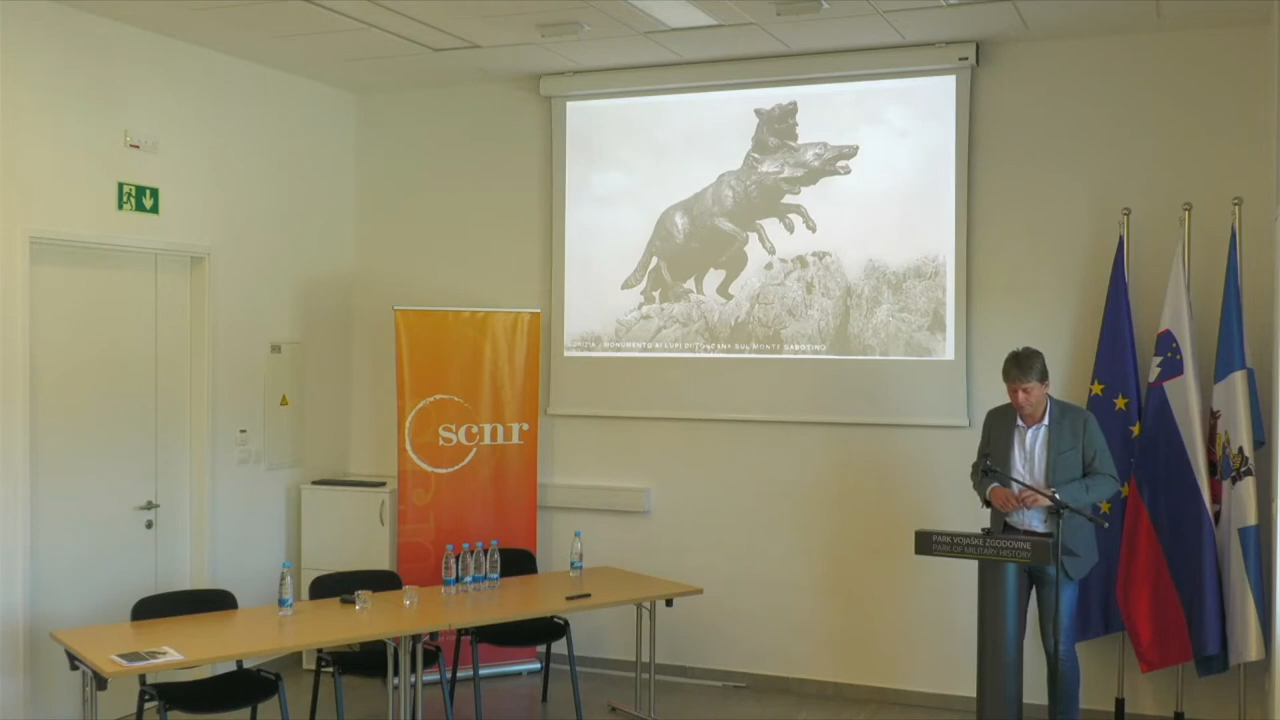 GORIZIA - MONUMENTO AI LUPI DI TOSCANA SUL MONTE SABOTINO
scnr
PARK VOJAŠKE ZGODOVINE
PARK OF MILITARY HISTORY